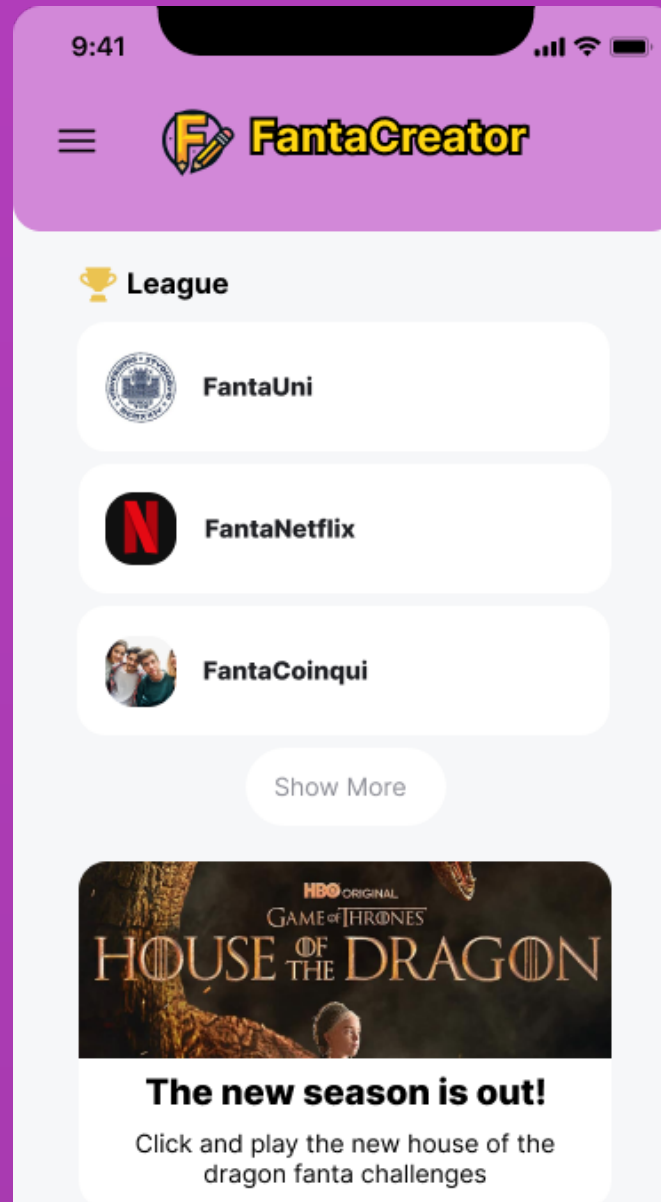 9:41
F FantaCreator
League
FantaUni
N FantaNetflix
FantaCoinqui
Show More
HBO ORIGINAL
GAME OF THRONES
HOUSE OF THE DRAGON
The new season is out!
Click and play the new house of the
dragon fanta challenges